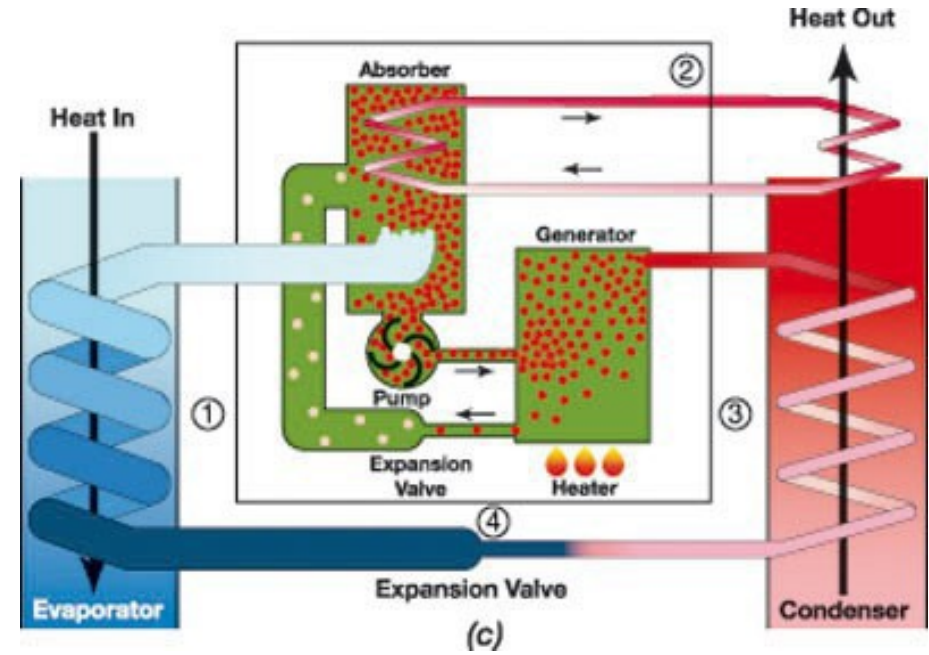 Heat Out
Absorber
②
Heat In
Generator
①
Pump
③
Expansion
Valve
Heater
④
Expansion Valve
Evaporator
Condenser
(c)